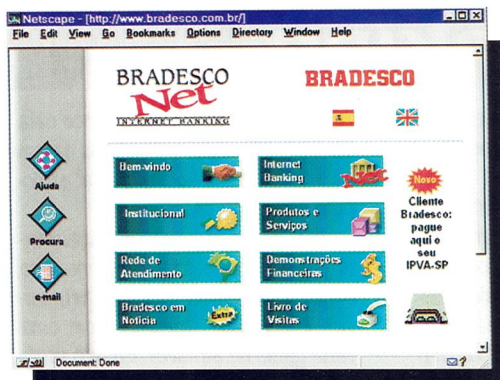 Netscape - [http://www.bradesco.com.br/]
File Edit View Go Bookmarks Options Directory Window Help
BRADESCO
Net
INTERNET BANKING
BRADESCO
Ajuda
Procura
e-mail
Bem-vindo
Internet
Banking
Institucional
Produtos e
Serviços
Rede de
Atendimento
Demonstrações
Financeiras
Bradesco em
Notícia
Extra
Livro de
Visitas
Novo
Cliente
Bradesco:
pague
aqui o
seu
IPVA-SP
Document: Done